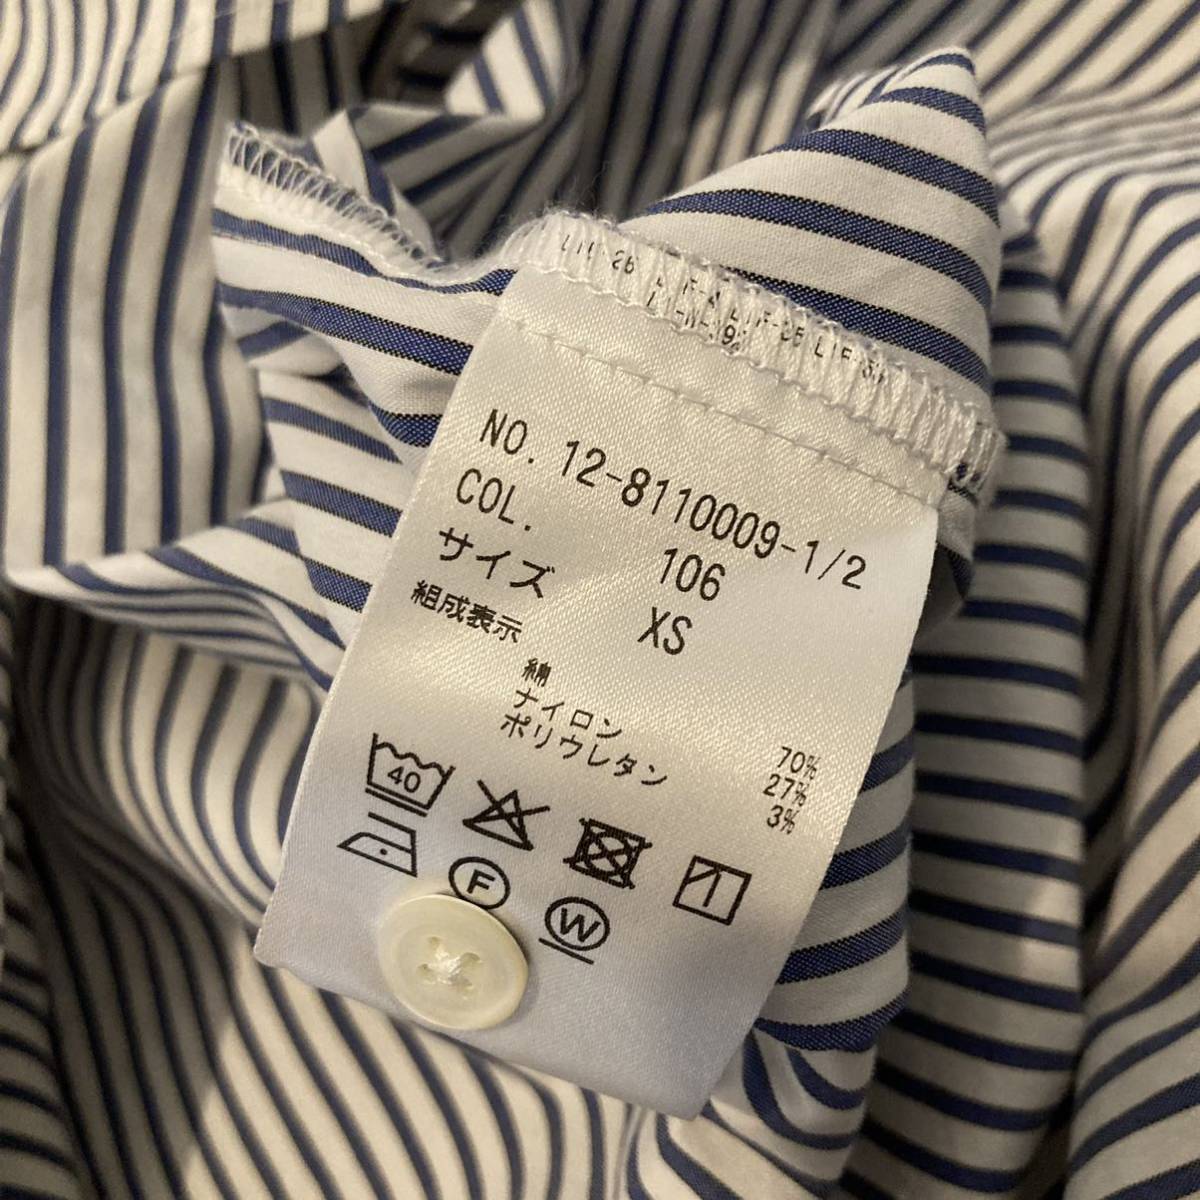 NO. 12-8110009-1/2
COL. 106
サイズ XS
組成表示
綿 70%
ナイロン 27%
ポリウレタン 3%
40
F
W